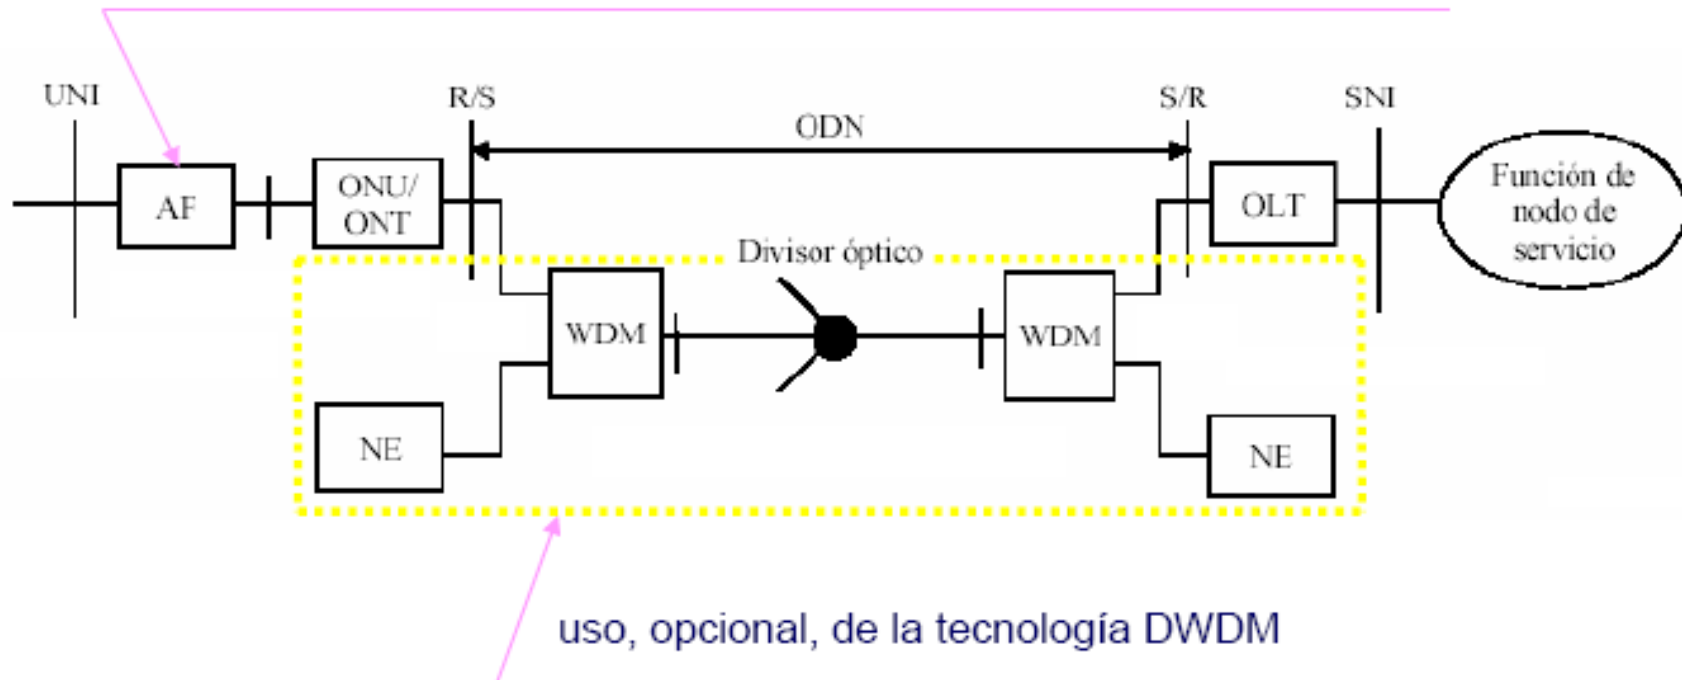 UNI
R/S
S/R
SNI
ODN
AF
ONU/
ONT
OLT
Función de
nodo de
servicio
Divisor óptico
WDM
WDM
NE
NE
uso, opcional, de la tecnología DWDM